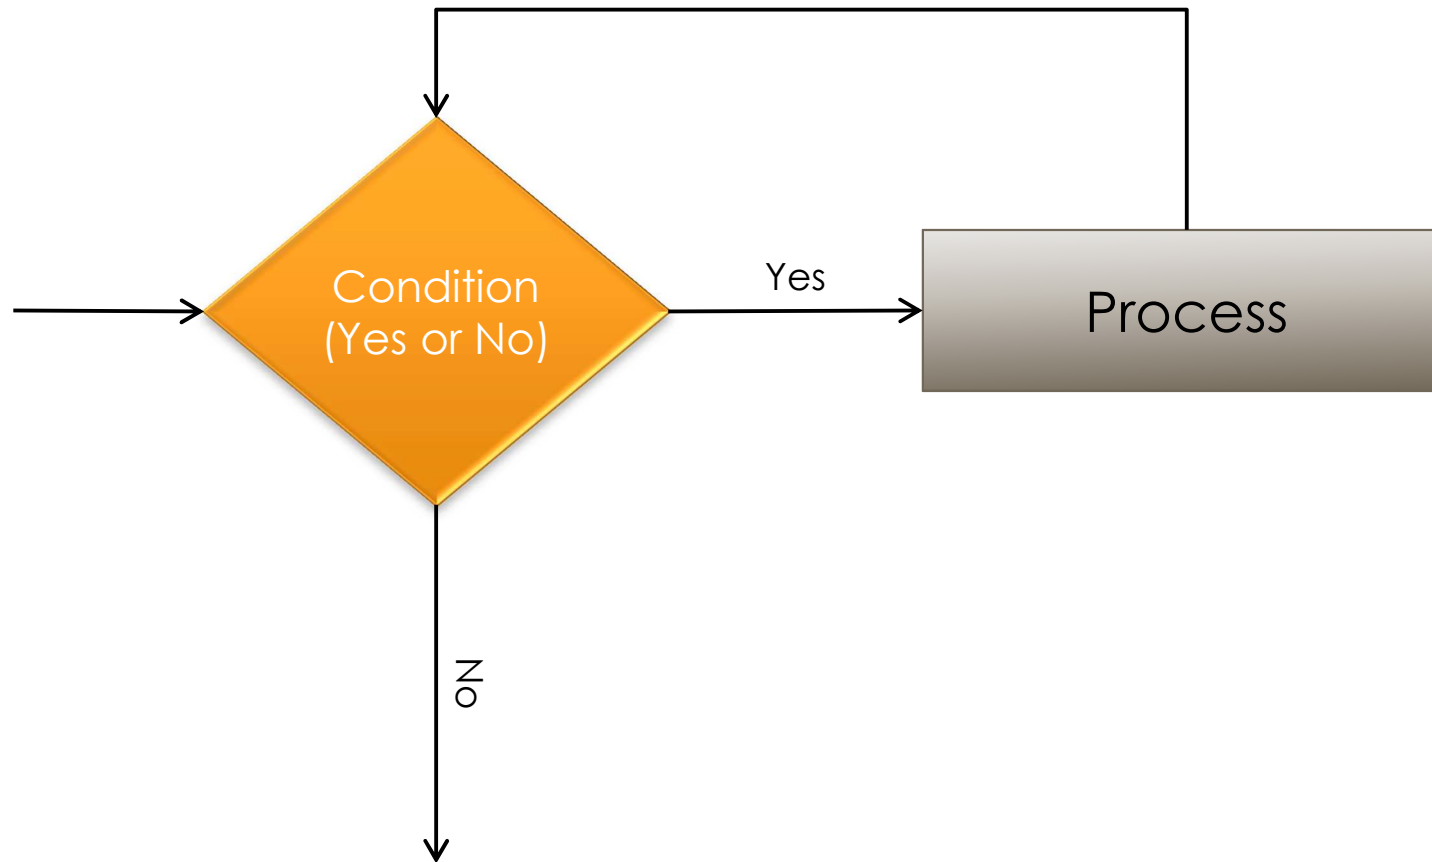 Condition
(Yes or No)
Yes
Process
No